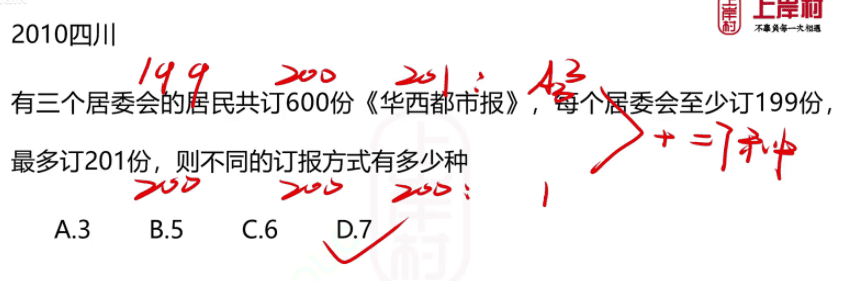 上岸村
不辜负每一次相遇
2010四川
199 200 201: A₃³
有三个居委会的居民共订600份《华西都市报》，每个居委会至少订199份，
+ = 7种
最多订201份，则不同的订报方式有多少种
200 200 200: 1
A.3 B.5 C.6 D.7
上岸村